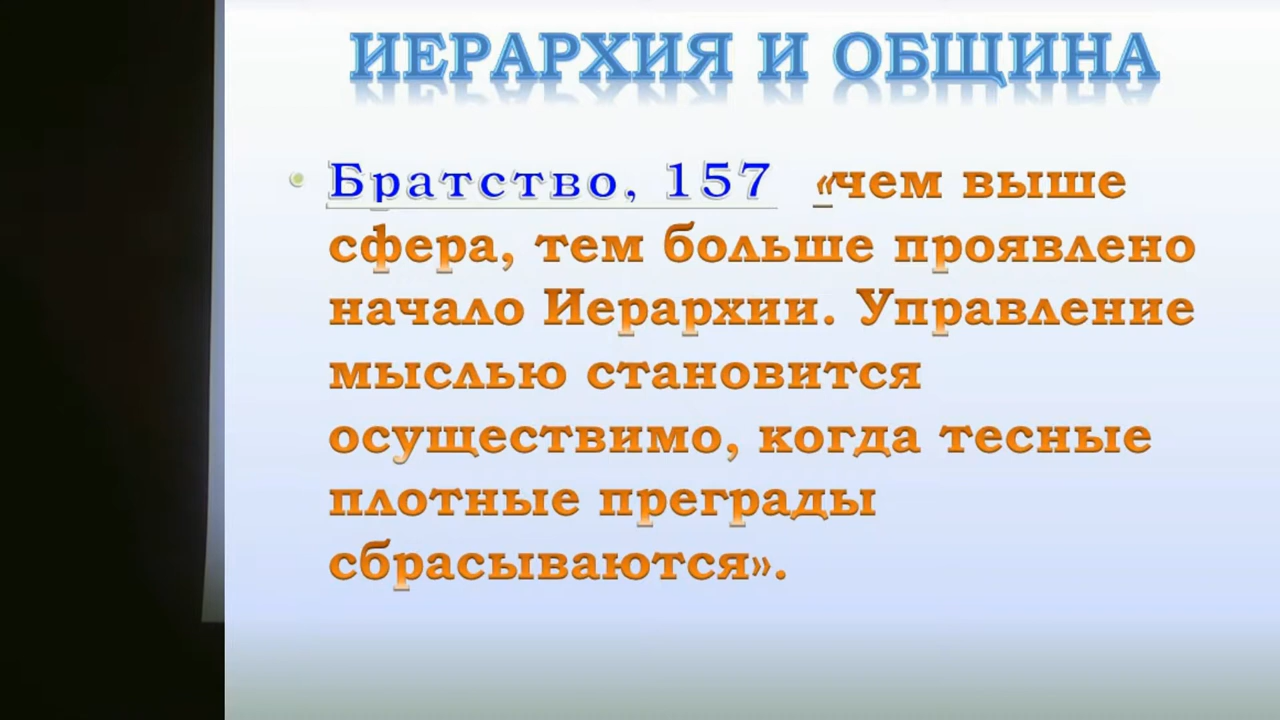 ИЕРАРХИЯ И ОБЩИНА
Братство, 157 «чем выше
сфера, тем больше проявлено
начало Иерархии. Управление
мыслью становится
осуществимо, когда тесные
плотные преграды
сбрасываются».